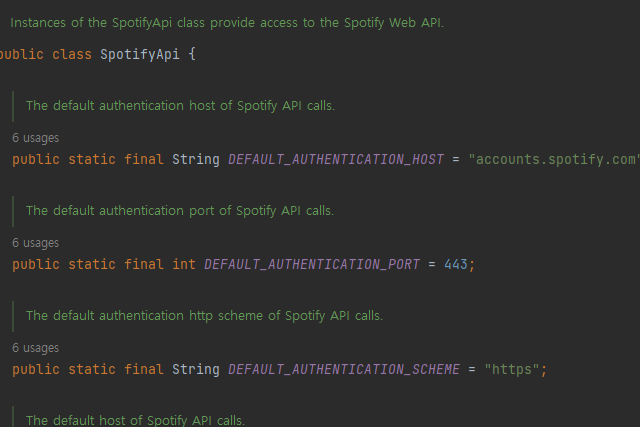 Instances of the SpotifyApi class provide access to the Spotify Web API.
public class SpotifyApi {
The default authentication host of Spotify API calls.
6 usages
public static final String DEFAULT_AUTHENTICATION_HOST = "accounts.spotify.com"
The default authentication port of Spotify API calls.
6 usages
public static final int DEFAULT_AUTHENTICATION_PORT = 443;
The default authentication http scheme of Spotify API calls.
6 usages
public static final String DEFAULT_AUTHENTICATION_SCHEME = "https";
The default host of Spotify API calls.